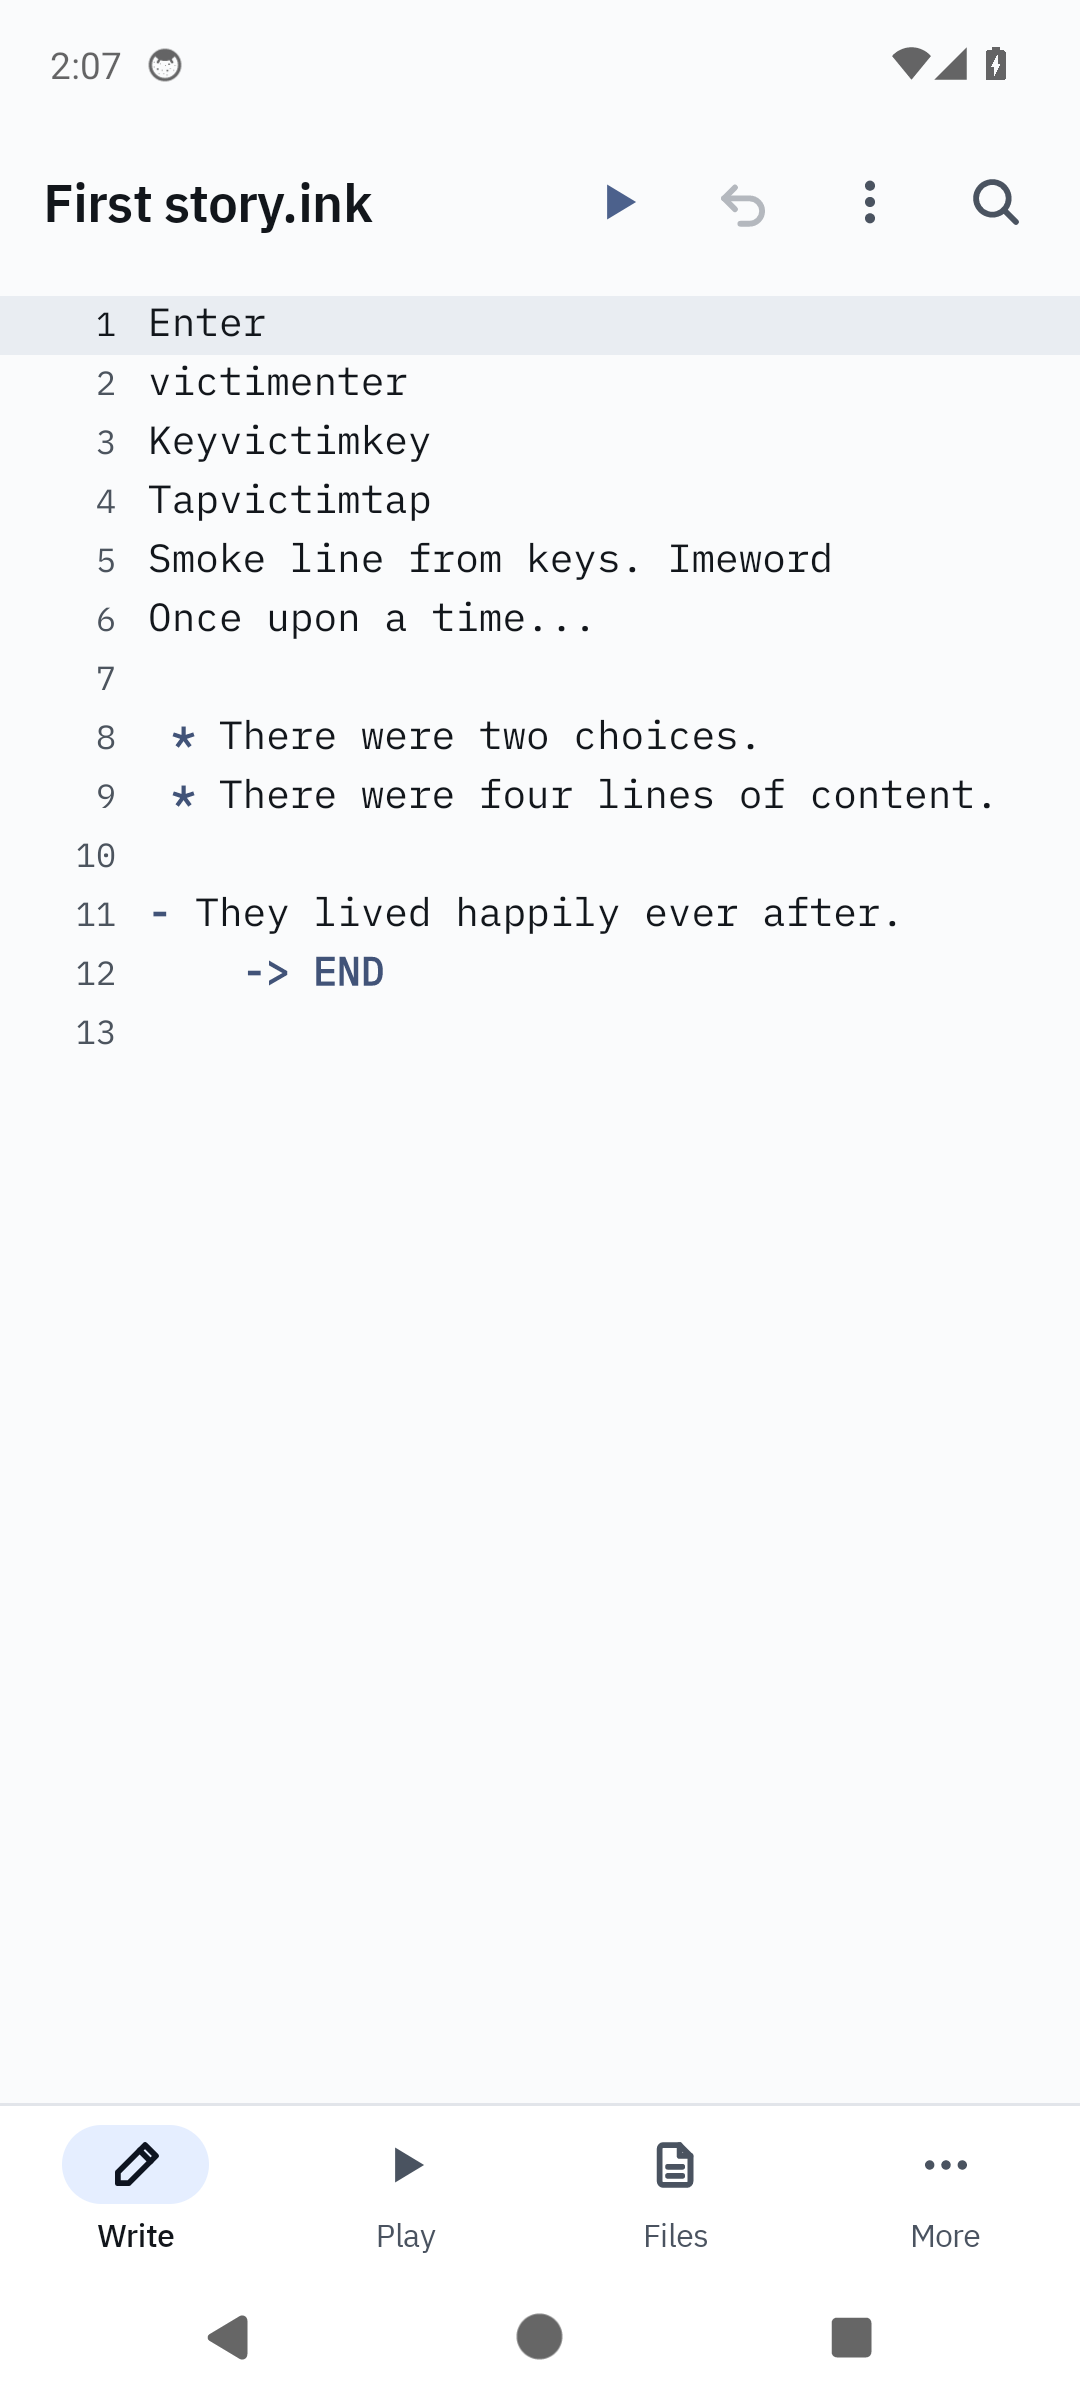 2:07
First story.ink
1 Enter
2 victimenter
3 Keyvictimkey
4 Tapvictimtap
5 Smoke line from keys. Imeword
6 Once upon a time...
7
8 * There were two choices.
9 * There were four lines of content.
10
11 - They lived happily ever after.
12 -> END
13
Write Play Files More